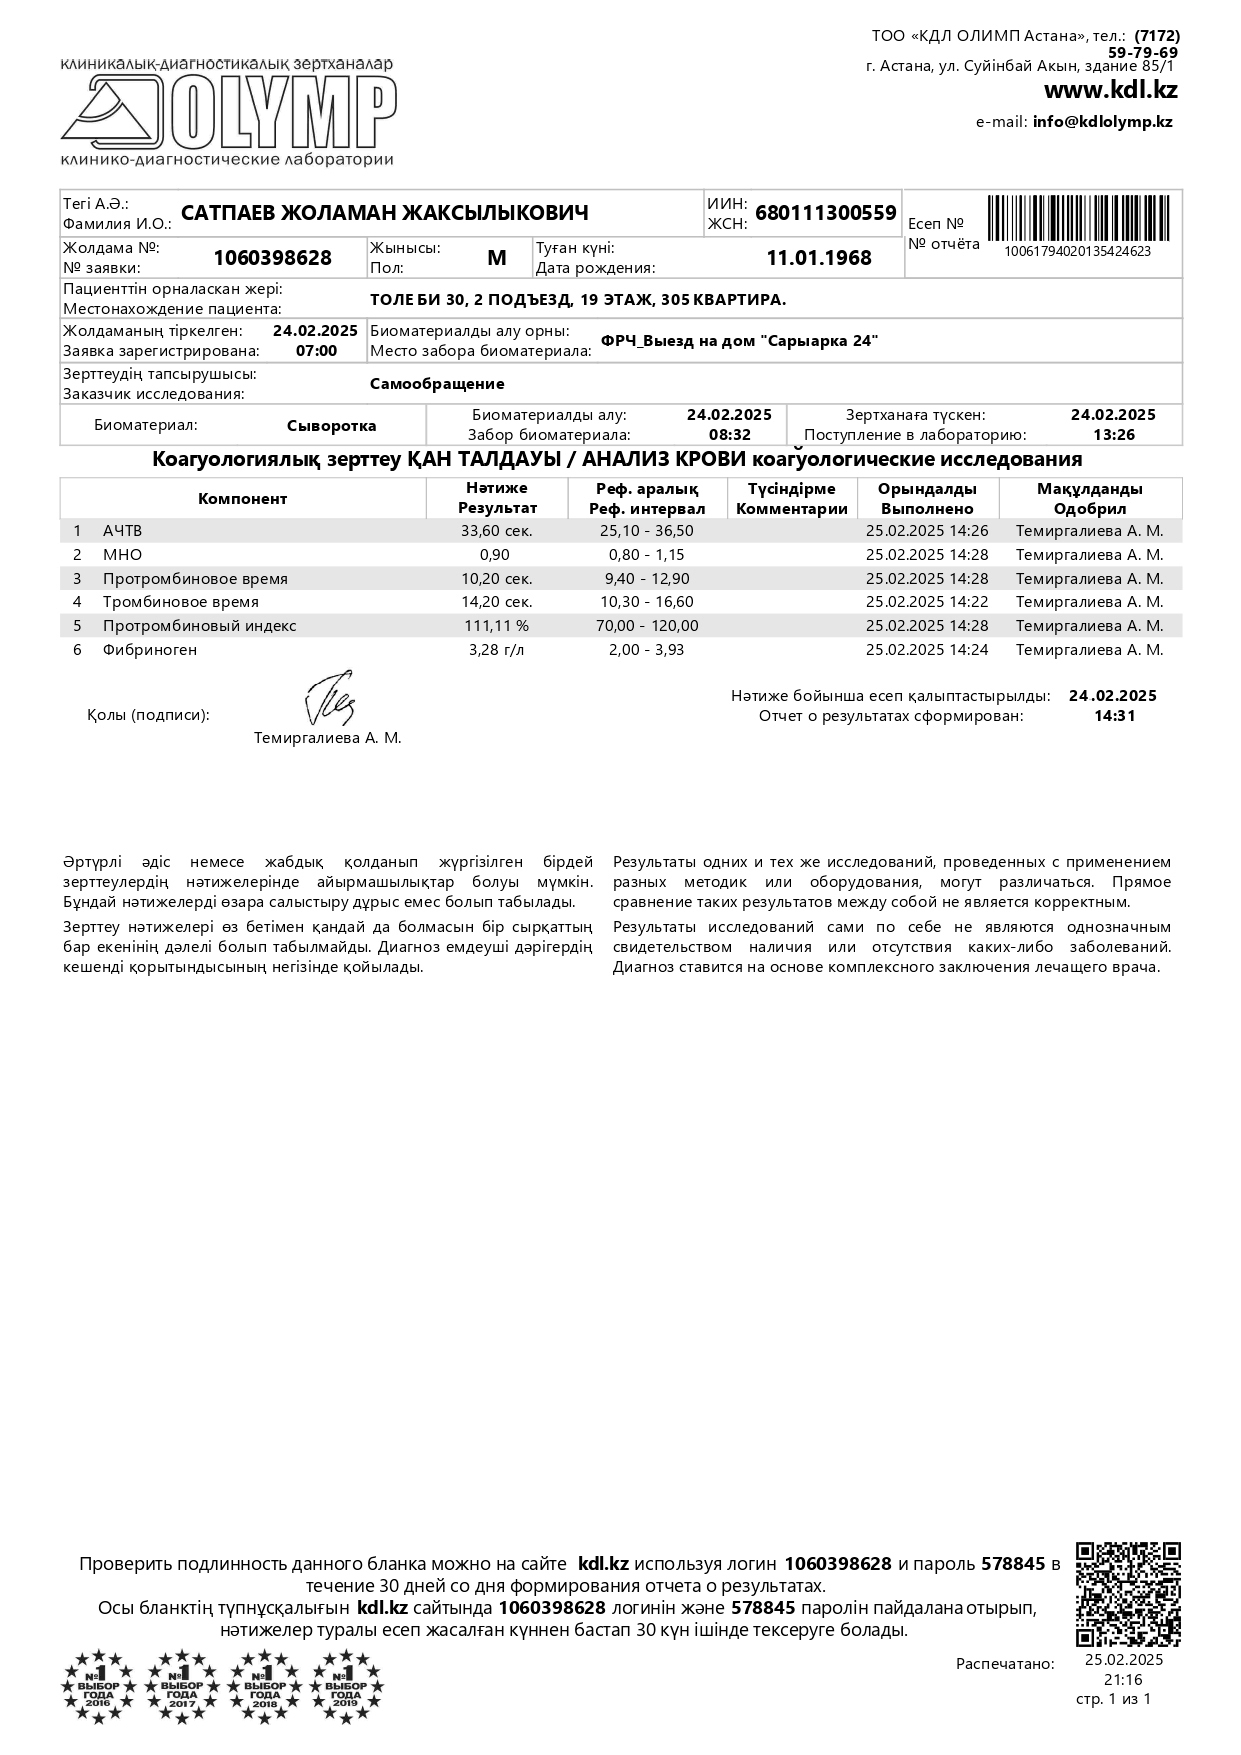 ТОО «КДЛ ОЛИМП Астана», тел.: (7172)
59-79-69
г. Астана, ул. Суйінбай Акын, здание 85/1
www.kdl.kz
e-mail: info@kdlolymp.kz
клиникалық-диагностикалық зертханалар
OLYMP
клинико-диагностические лаборатории
Тегі А.Ә.:
Фамилия И.О.: САТПАЕВ ЖОЛАМАН ЖАКСЫЛЫКОВИЧ
ИИН:
ЖСН: 680111300559
Есеп №
№ отчёта
10061794020135424623
Жолдама №:
№ заявки: 1060398628
Жынысы:
Пол: М
Туған күні:
Дата рождения: 11.01.1968
Пациенттін орналаскан жері:
Местонахождение пациента: ТОЛЕ БИ 30, 2 ПОДЪЕЗД, 19 ЭТАЖ, 305 КВАРТИРА.
Жолдаманың тіркелген:
Заявка зарегистрирована: 24.02.2025
07:00
Биоматериалды алу орны:
Место забора биоматериала: ФРЧ_Выезд на дом "Сарыарка 24"
Зерттеудің тапсырушысы:
Заказчик исследования: Самообращение
Биоматериал: Сыворотка
Биоматериалды алу: 24.02.2025
Забор биоматериала: 08:32
Зертханаға түскен: 24.02.2025
Поступление в лабораторию: 13:26
Коагуологиялық зерттеу ҚАН ТАЛДАУЫ / АНАЛИЗ КРОВИ коагуологические исследования
Компонент
Нәтиже
Результат
Реф. аралық
Реф. интервал
Түсіндірме
Комментарии
Орындалды
Выполнено
Мақұлданды
Одобрил
1 АЧТВ 33,60 сек. 25,10 - 36,50 25.02.2025 14:26 Темиргалиева А. М.
2 МНО 0,90 0,80 - 1,15 25.02.2025 14:28 Темиргалиева А. М.
3 Протромбиновое время 10,20 сек. 9,40 - 12,90 25.02.2025 14:28 Темиргалиева А. М.
4 Тромбиновое время 14,20 сек. 10,30 - 16,60 25.02.2025 14:22 Темиргалиева А. М.
5 Протромбиновый индекс 111,11 % 70,00 - 120,00 25.02.2025 14:28 Темиргалиева А. М.
6 Фибриноген 3,28 г/л 2,00 - 3,93 25.02.2025 14:24 Темиргалиева А. М.
Қолы (подписи):
Темиргалиева А. М.
Нәтиже бойынша есеп қалыптастырылды: 24.02.2025
Отчет о результатах сформирован: 14:31
Әртүрлі әдіс немесе жабдық қолданып жүргізілген бірдей
зерттеулердің нәтижелерінде айырмашылықтар болуы мүмкін.
Бұндай нәтижелерді өзара салыстыру дұрыс емес болып табылады.
Зерттеу нәтижелері өз бетімен қандай да болмасын бір сырқаттың
бар екенінің дәлелі болып табылмайды. Диагноз емдеуші дәрігердің
кешенді қорытындысының негізінде қойылады.
Результаты одних и тех же исследований, проведенных с применением
разных методик или оборудования, могут различаться. Прямое
сравнение таких результатов между собой не является корректным.
Результаты исследований сами по себе не являются однозначным
свидетельством наличия или отсутствия каких-либо заболеваний.
Диагноз ставится на основе комплексного заключения лечащего врача.
Проверить подлинность данного бланка можно на сайте kdl.kz используя логин 1060398628 и пароль 578845 в
течение 30 дней со дня формирования отчета о результатах.
Осы бланктің түпнұсқалығын kdl.kz сайтында 1060398628 логинін және 578845 паролін пайдалана отырып,
нәтижелер туралы есеп жасалған күннен бастап 30 күн ішінде тексеруге болады.
№1
ВЫБОР
ГОДА
2016
№1
ВЫБОР
ГОДА
2017
№1
ВЫБОР
ГОДА
2018
№1
ВЫБОР
ГОДА
2019
Распечатано: 25.02.2025
21:16
стр. 1 из 1